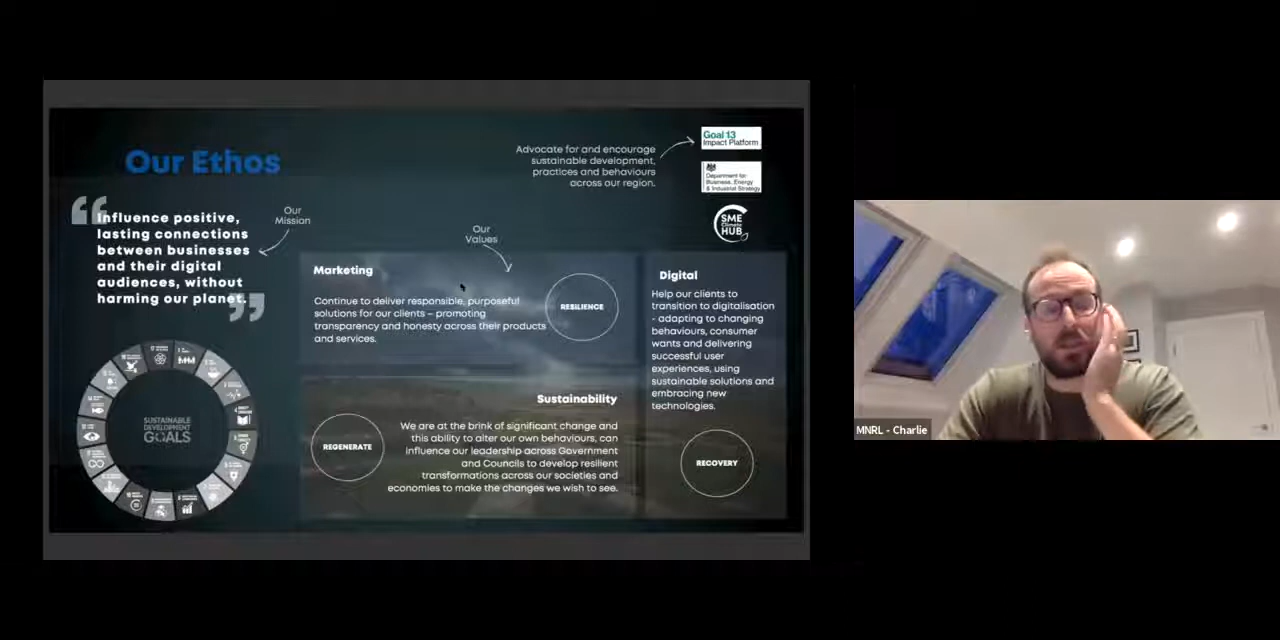 Our Ethos
Influence positive,
lasting connections
between businesses
and their digital
audiences, without
harming our planet.
Our
Mission
Advocate for and encourage
sustainable development,
practices and behaviours
across our region.
Goal 13
Impact Platform
Department for
Business, Energy
& Industrial Strategy
SME
Climate
HUB
Our
Values
Marketing
Continue to deliver responsible, purposeful
solutions for our clients – promoting
transparency and honesty across their products
and services.
RESILIENCE
Digital
Help our clients to
transition to digitalisation
- adapting to changing
behaviours, consumer
wants and delivering
successful user
experiences, using
sustainable solutions and
embracing new
technologies.
RECOVERY
Sustainability
We are at the brink of significant change and
this ability to alter our own behaviours, can
influence our leadership across Government
and Councils to develop resilient
transformations across our societies and
economies to make the changes we wish to see.
REGENERATE
SUSTAINABLE
DEVELOPMENT
GOALS
MNRL - Charlie